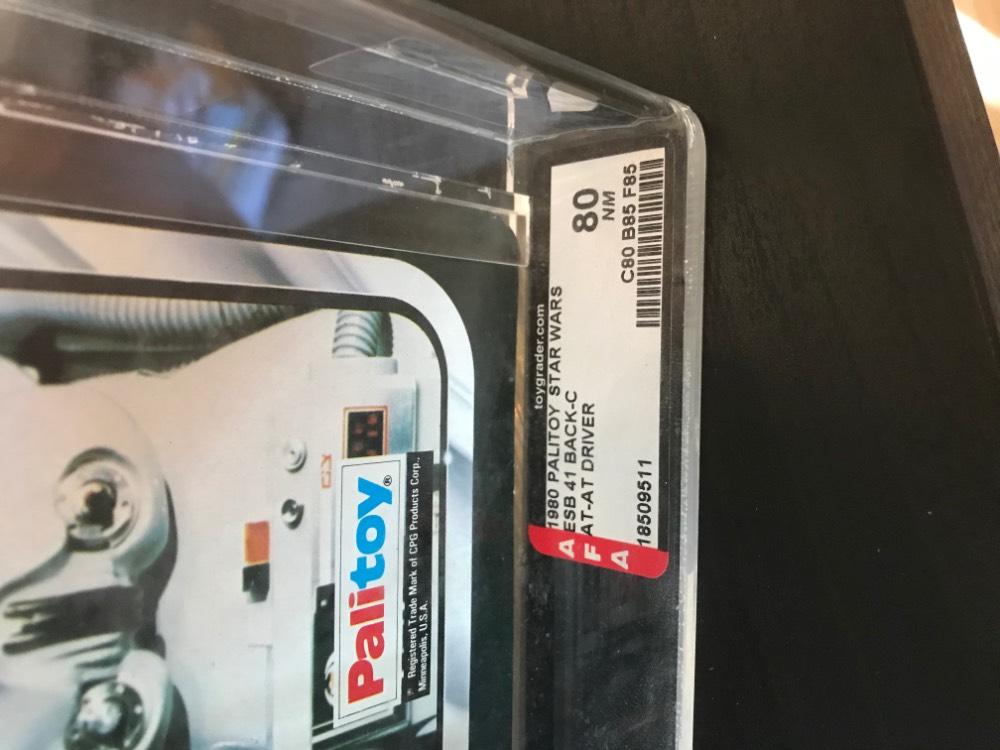 toygrader.com
AFA
1980 PALITOY STAR WARS
ESB 41 BACK-C
AT-AT DRIVER
80
NM
C80 B85 F85
18509511
Palitoy®
Registered Trade Mark of CPG Products Corp.,
Minneapolis, U.S.A.